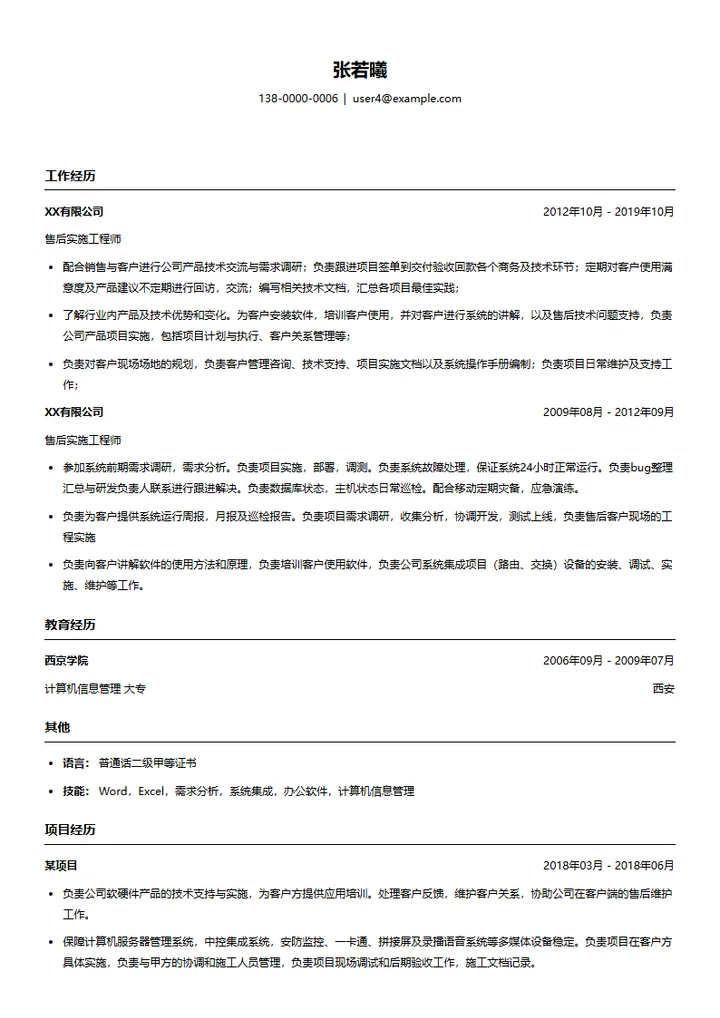 张若曦
138-0000-0006 | user4@example.com
工作经历
XX有限公司 2012年10月 - 2019年10月
售后实施工程师
• 配合销售与客户进行公司产品技术交流与需求调研；负责跟进项目签单到交付验收回款各个商务及技术环节；定期对客户使用满
意度及产品建议不定期进行回访，交流；编写相关技术文档，汇总各项目最佳实践；
• 了解行业内产品及技术优势和变化。为客户安装软件，培训客户使用，并对客户进行系统的讲解，以及售后技术问题支持，负责
公司产品项目实施，包括项目计划与执行、客户关系管理等；
• 负责对客户现场场地的规划，负责客户管理咨询、技术支持、项目实施文档以及系统操作手册编制；负责项目日常维护及支持工
作；
XX有限公司 2009年08月 - 2012年09月
售后实施工程师
• 参加系统前期需求调研，需求分析。负责项目实施，部署，调测。负责系统故障处理，保证系统24小时正常运行。负责bug整理
汇总与研发负责人联系进行跟进解决。负责数据库状态，主机状态日常巡检。配合移动定期灾备，应急演练。
• 负责为客户提供系统运行周报，月报及巡检报告。负责项目需求调研，收集分析，协调开发，测试上线，负责售后客户现场的工
程实施
• 负责向客户讲解软件的使用方法和原理，负责培训客户使用软件，负责公司系统集成项目（路由、交换）设备的安装、调试、实
施、维护等工作。
教育经历
西京学院 2006年09月 - 2009年07月
计算机信息管理 大专 西安
其他
• 语言： 普通话二级甲等证书
• 技能： Word，Excel，需求分析，系统集成，办公软件，计算机信息管理
项目经历
某项目 2018年03月 - 2018年06月
• 负责公司软硬件产品的技术支持与实施，为客户方提供应用培训。处理客户反馈，维护客户关系，协助公司在客户端的售后维护
工作。
• 保障计算机服务器管理系统，中控集成系统，安防监控、一卡通、拼接屏及录播语音系统等多媒体设备稳定。负责项目在客户方
具体实施，负责与甲方的协调和施工人员管理，负责项目现场调试和后期验收工作，施工文档记录。